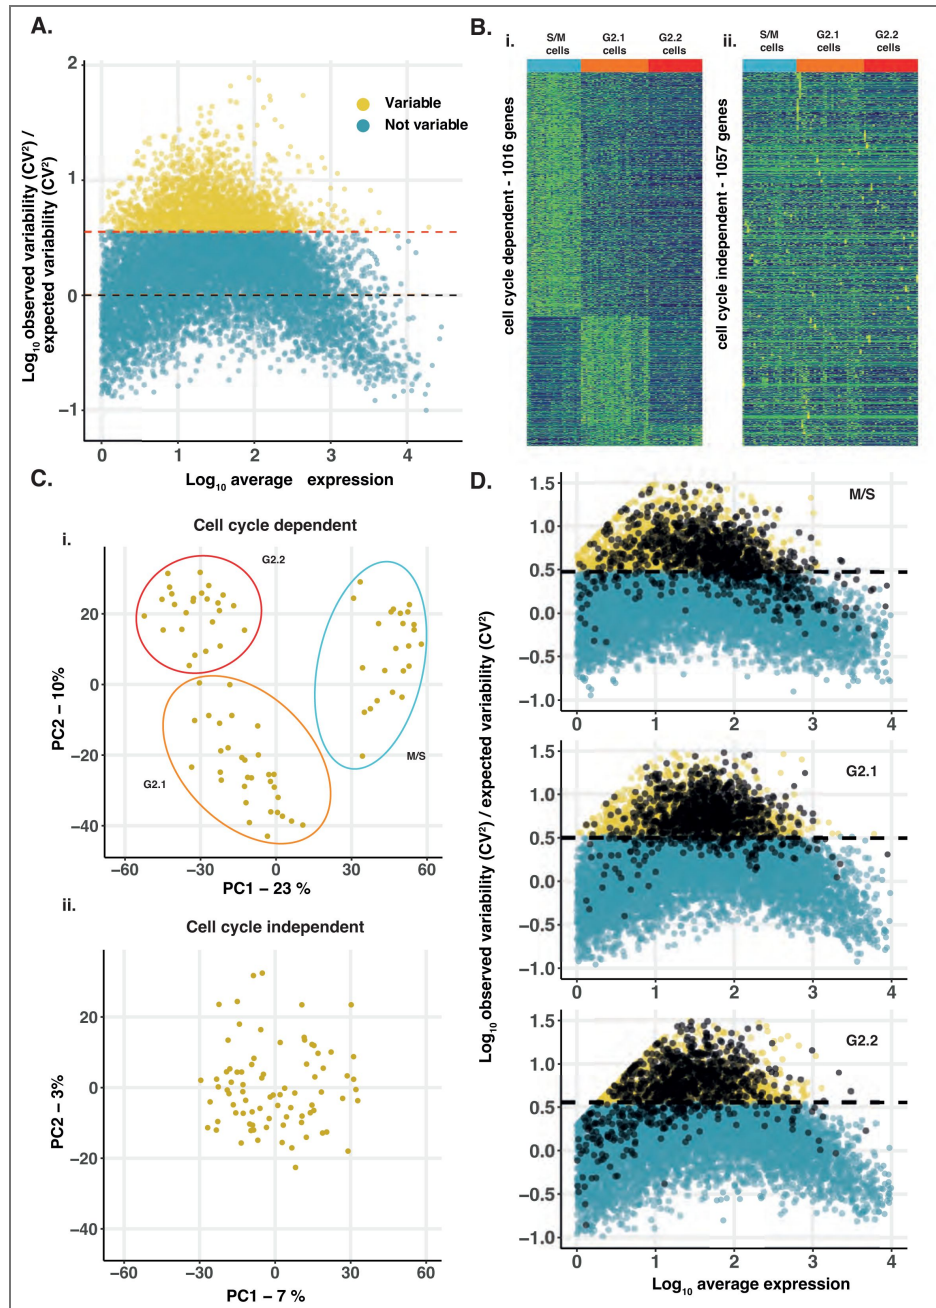 A.
Log₁₀ observed variability (CV²) /
expected variability (CV²)
2
1
0
−1
Variable
Not variable
0
1
2
3
4
Log₁₀ average expression
B.
i.
S/M
cells
G2.1
cells
G2.2
cells
cell cycle dependent - 1016 genes
ii.
S/M
cells
G2.1
cells
G2.2
cells
cell cycle independent - 1057 genes
C.
Cell cycle dependent
i.
G2.2
M/S
G2.1
20
0
−20
−40
PC2 − 10%
−60
−30
0
30
60
PC1 − 23 %
ii.
Cell cycle independent
20
0
−20
−40
PC2 − 3%
−60
−30
0
30
60
PC1 − 7 %
D.
Log₁₀ observed variability (CV²) / expected variability (CV²)
M/S
1.5
1.0
0.5
0.0
−0.5
−1.0
0
1
2
3
4
G2.1
1.5
1.0
0.5
0.0
−0.5
−1.0
0
1
2
3
4
G2.2
1.5
1.0
0.5
0.0
−0.5
−1.0
0
1
2
3
4
Log₁₀ average expression